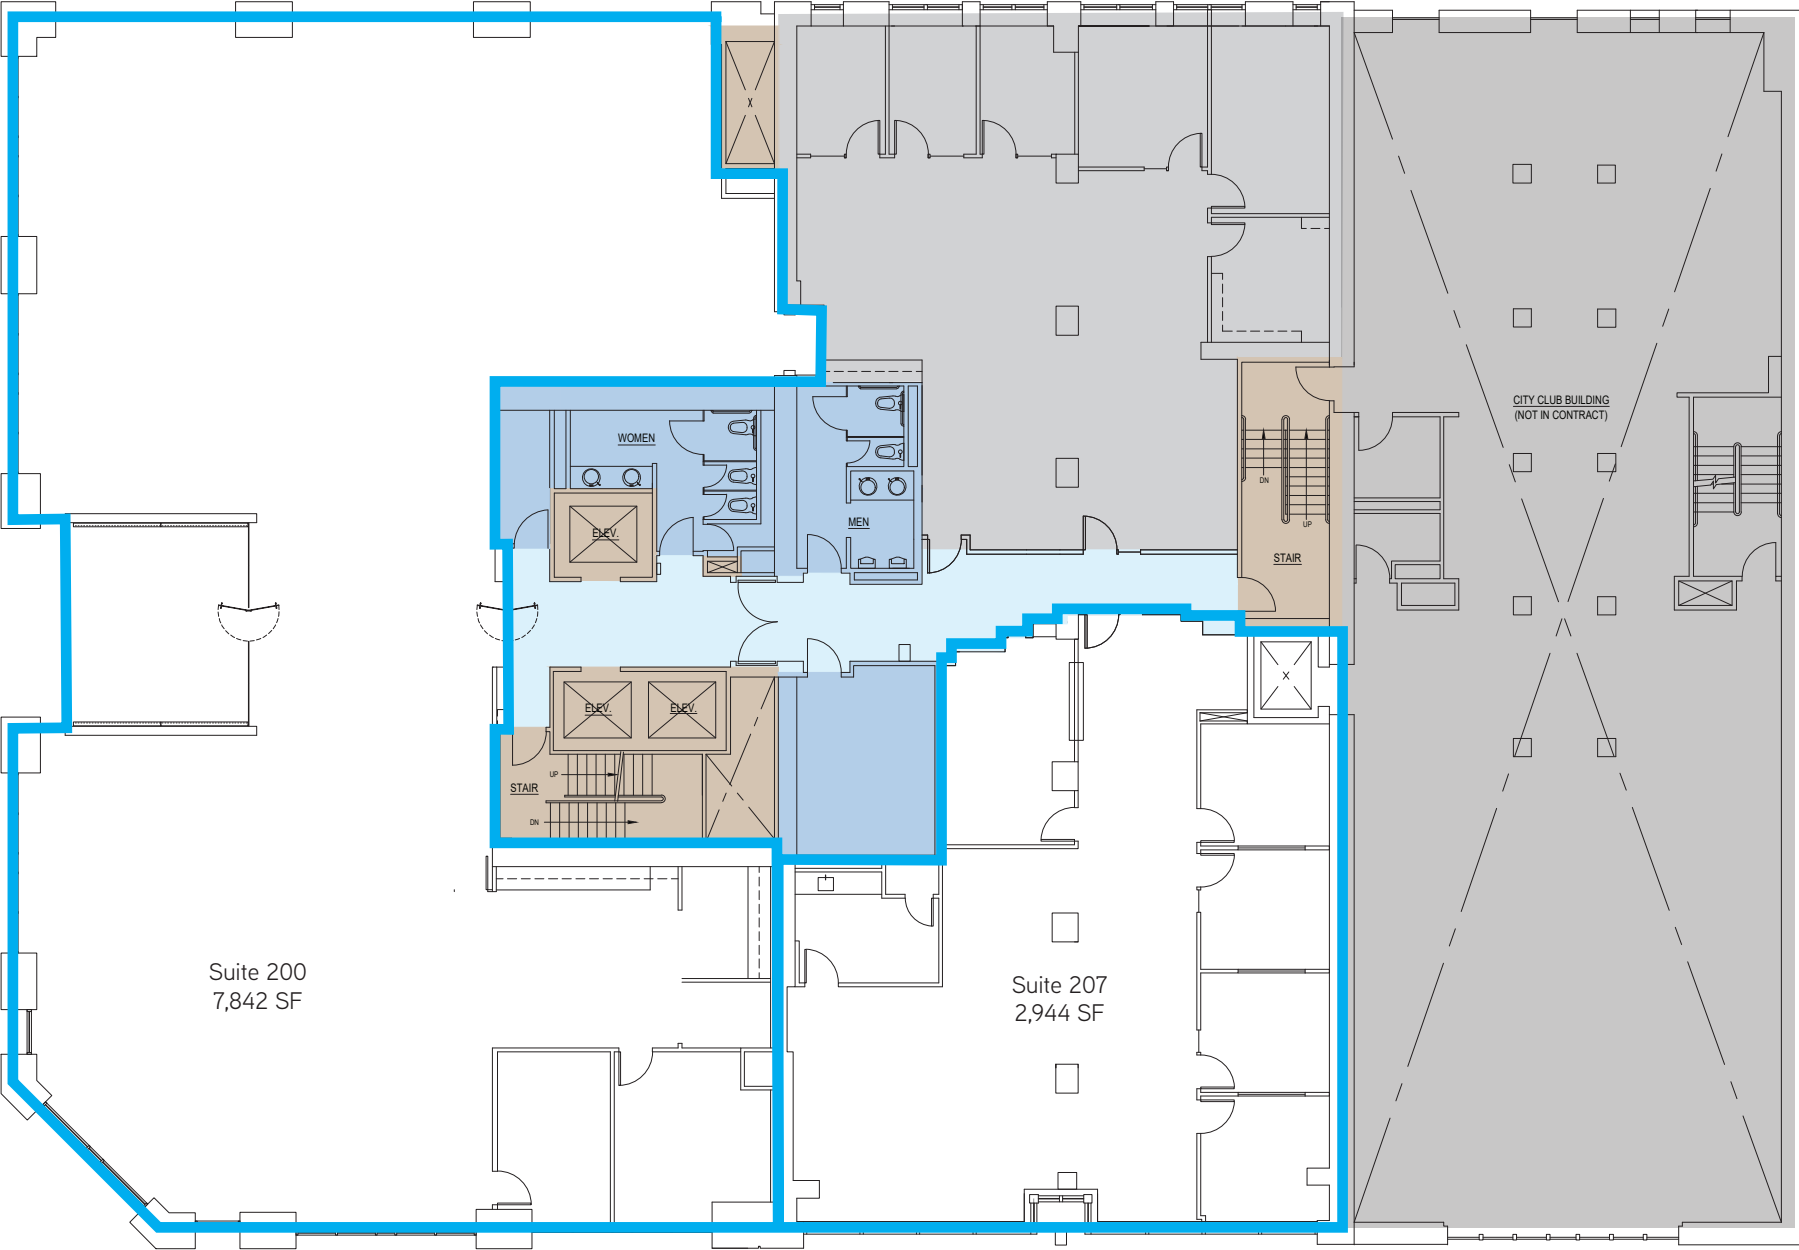 X
CITY CLUB BUILDING
(NOT IN CONTRACT)
WOMEN
DN
MEN
UP
ELEV.
STAIR
X
ELEV.
ELEV.
UP
STAIR
DN
Suite 200
7,842 SF
Suite 207
2,944 SF